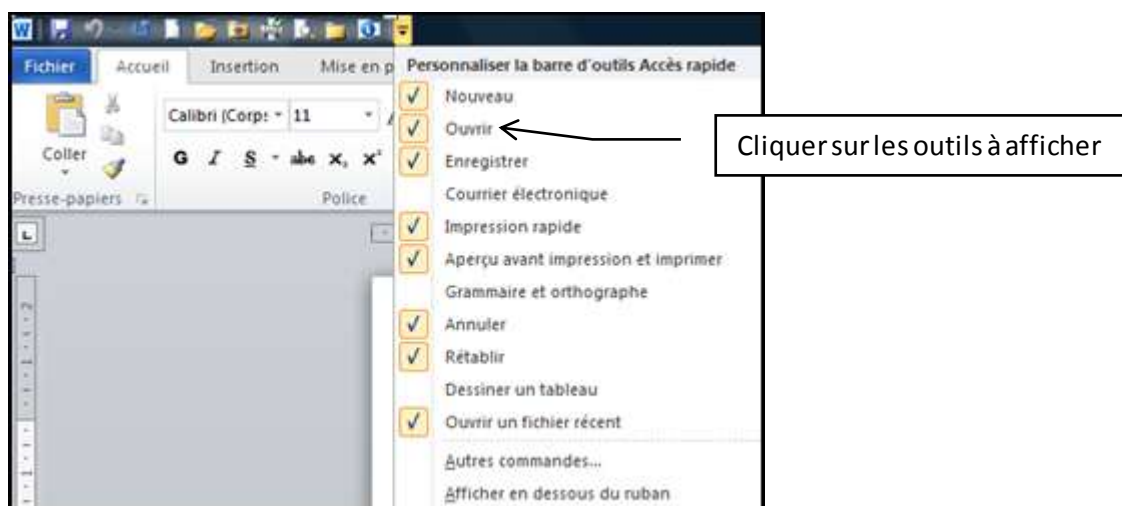 Fichier Accueil Insertion Mise en p
Personnaliser la barre d'outils Accès rapide
Calibri (Corp: 11
Coller
G I S abc x, x²
Presse-papiers Police
Nouveau
Ouvrir
Enregistrer
Courrier électronique
Impression rapide
Aperçu avant impression et imprimer
Grammaire et orthographe
Annuler
Rétablir
Dessiner un tableau
Ouvrir un fichier récent
Autres commandes...
Afficher en dessous du ruban
Cliquer sur les outils à afficher